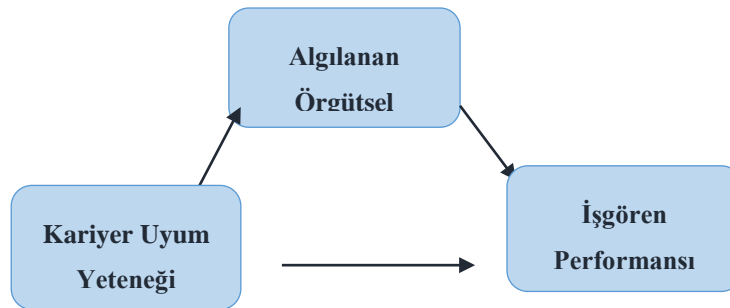 Algılanan
Örgütsel
Kariyer Uyum
Yeteneği
İşgören
Performansı